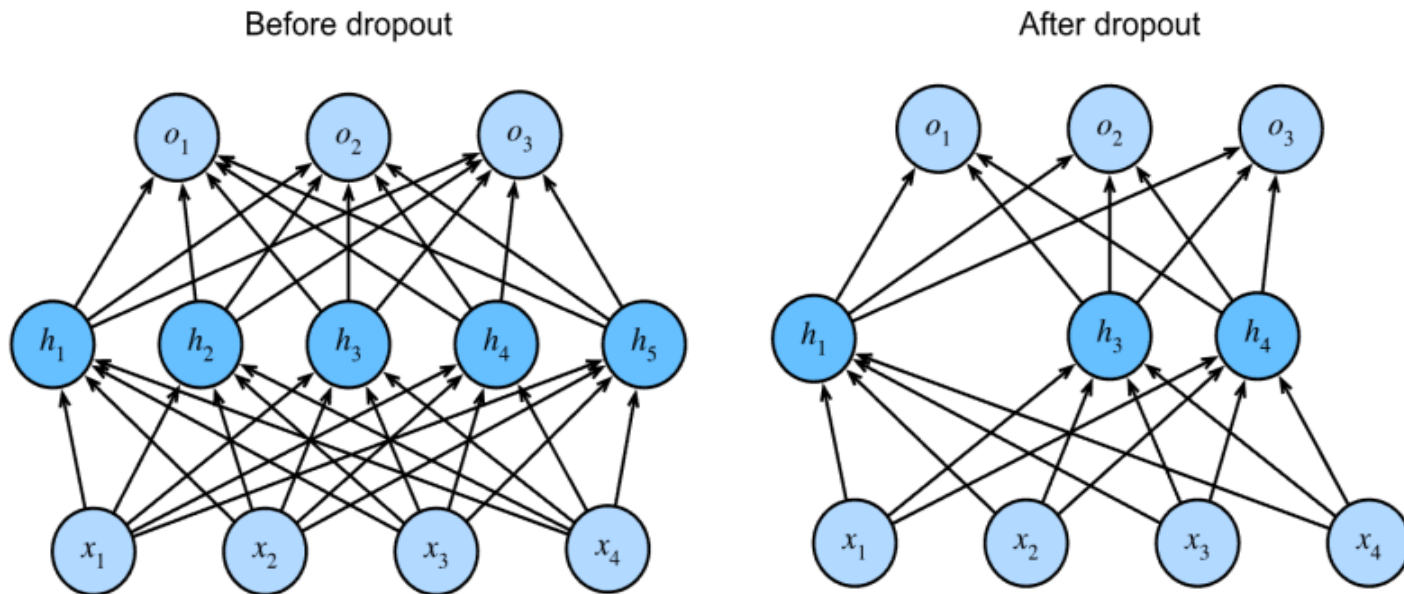 Before dropout
After dropout
o1 o2 o3
o1 o2 o3
h1 h2 h3 h4 h5
h1 h3 h4
x1 x2 x3 x4
x1 x2 x3 x4